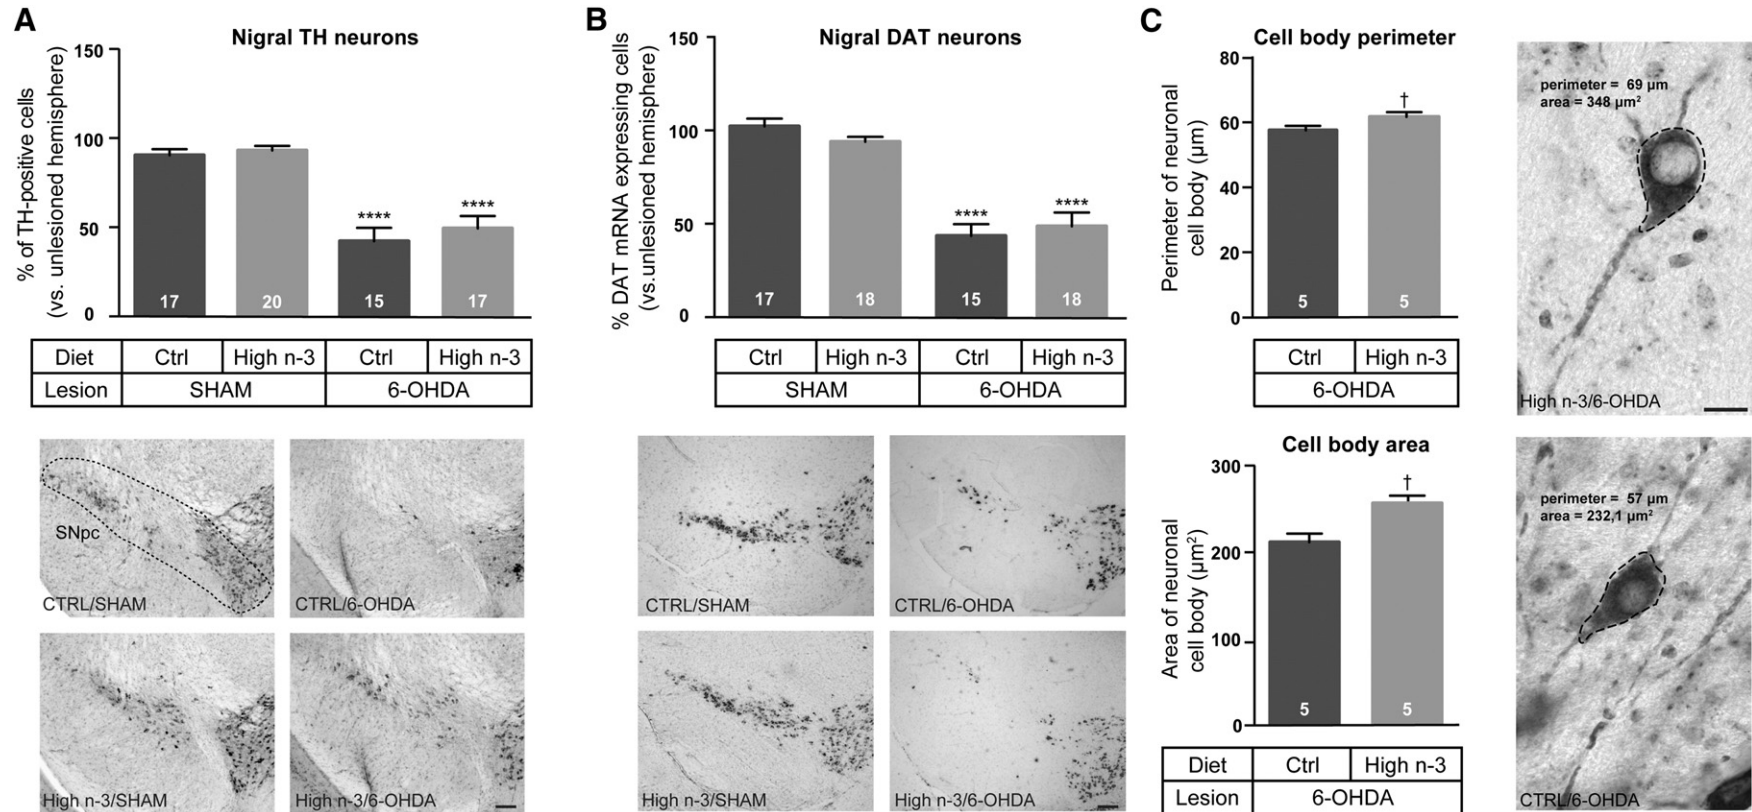 A
Nigral TH neurons
% of TH-positive cells
(vs. unlesioned hemisphere)
150
100
50
0
****
****
17
20
15
17
Diet
Ctrl
High n-3
Ctrl
High n-3
Lesion
SHAM
6-OHDA
SNpc
CTRL/SHAM
CTRL/6-OHDA
High n-3/SHAM
High n-3/6-OHDA
B
Nigral DAT neurons
% DAT mRNA expressing cells
(vs.unlesioned hemisphere)
150
100
50
0
****
****
17
18
15
18
Diet
Ctrl
High n-3
Ctrl
High n-3
Lesion
SHAM
6-OHDA
CTRL/SHAM
CTRL/6-OHDA
High n-3/SHAM
High n-3/6-OHDA
C
Cell body perimeter
Perimeter of neuronal
cell body (µm)
80
60
40
20
0
†
5
5
Ctrl
High n-3
6-OHDA
perimeter = 69 µm
area = 348 µm²
High n-3/6-OHDA
Cell body area
Area of neuronal
cell body (µm²)
300
200
100
0
†
5
5
Diet
Ctrl
High n-3
Lesion
6-OHDA
perimeter = 57 µm
area = 232,1 µm²
CTRL/6-OHDA